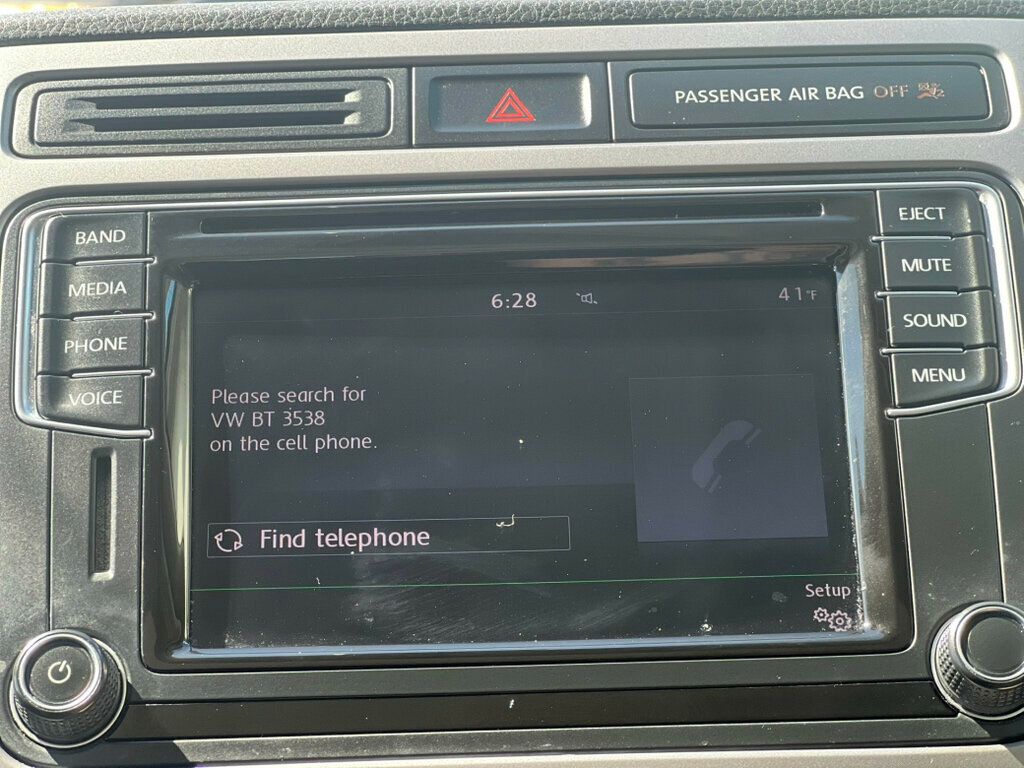 PASSENGER AIR BAG OFF
BAND
MEDIA
PHONE
VOICE
EJECT
MUTE
SOUND
MENU
6:28
41°F
Please search for
VW BT 3538
on the cell phone.
Find telephone
Setup